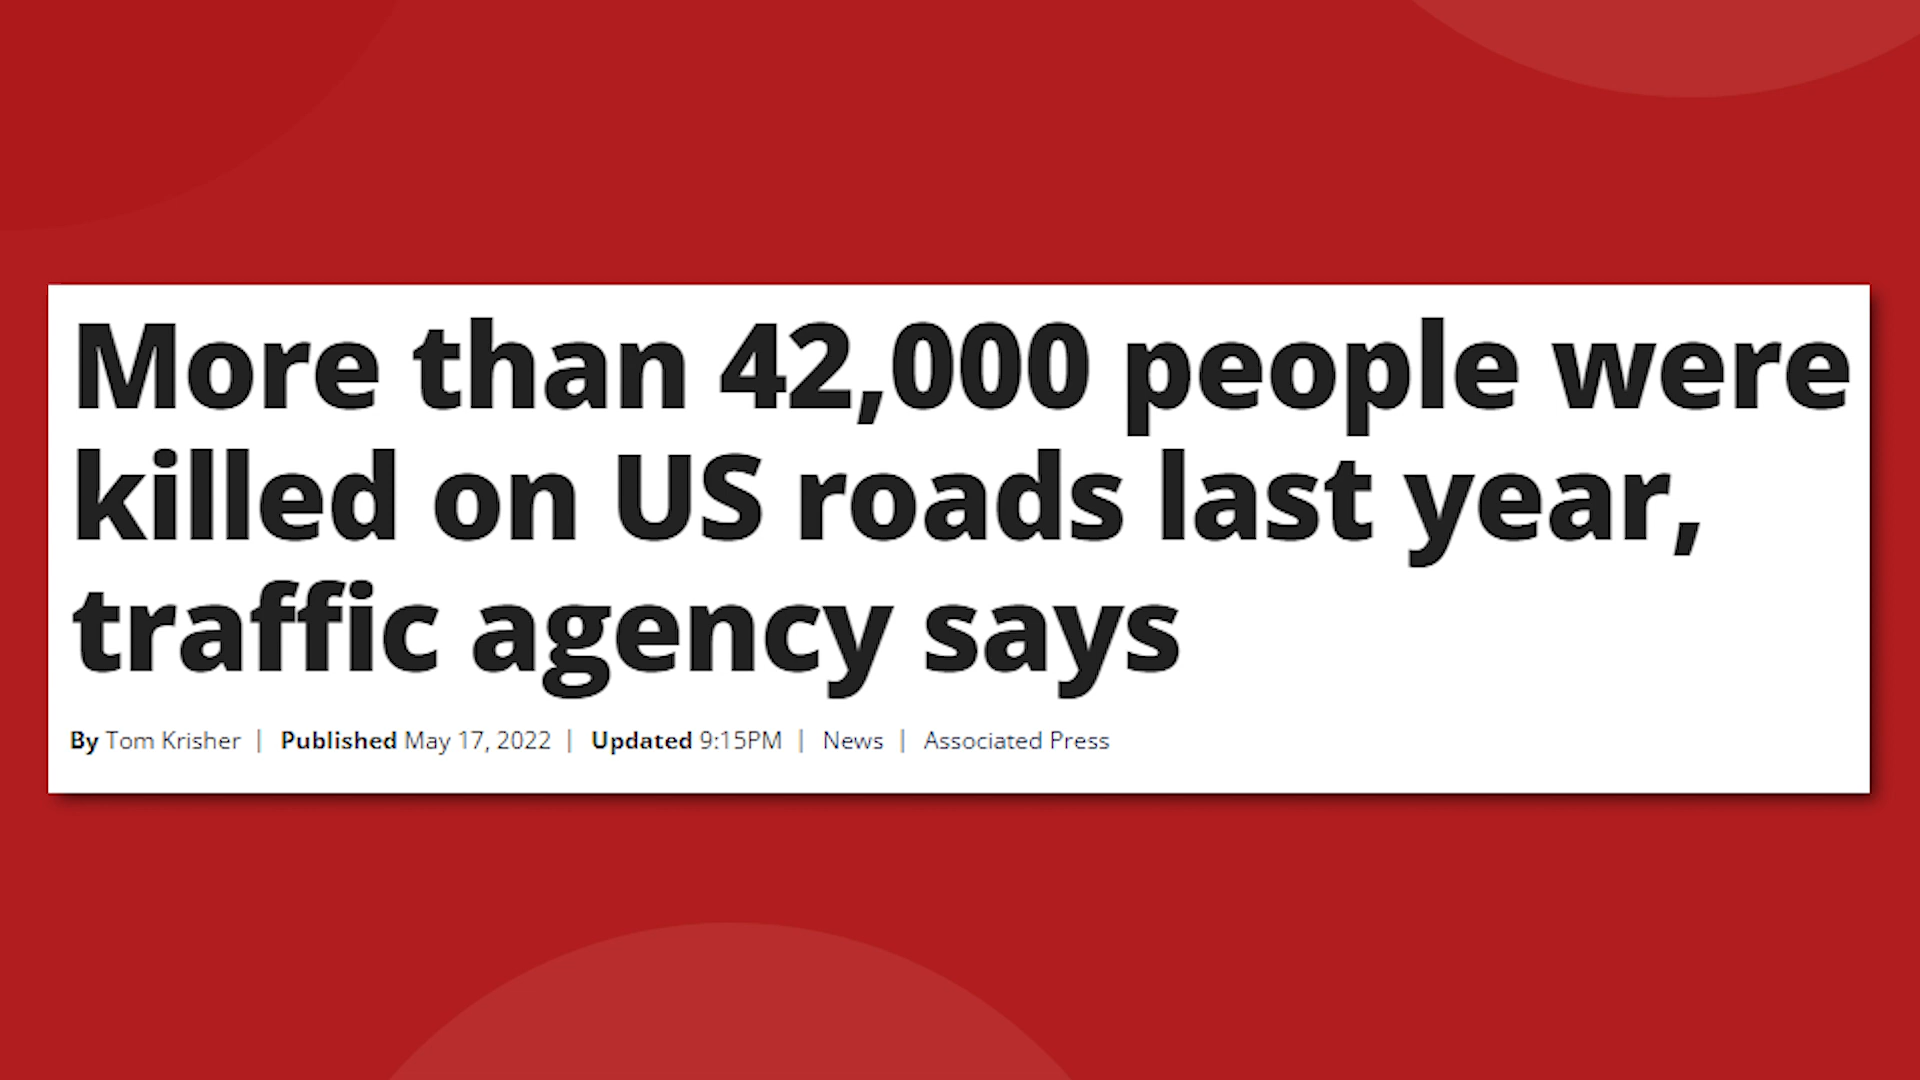 More than 42,000 people were
killed on US roads last year,
traffic agency says
By Tom Krisher | Published May 17, 2022 | Updated 9:15PM | News | Associated Press